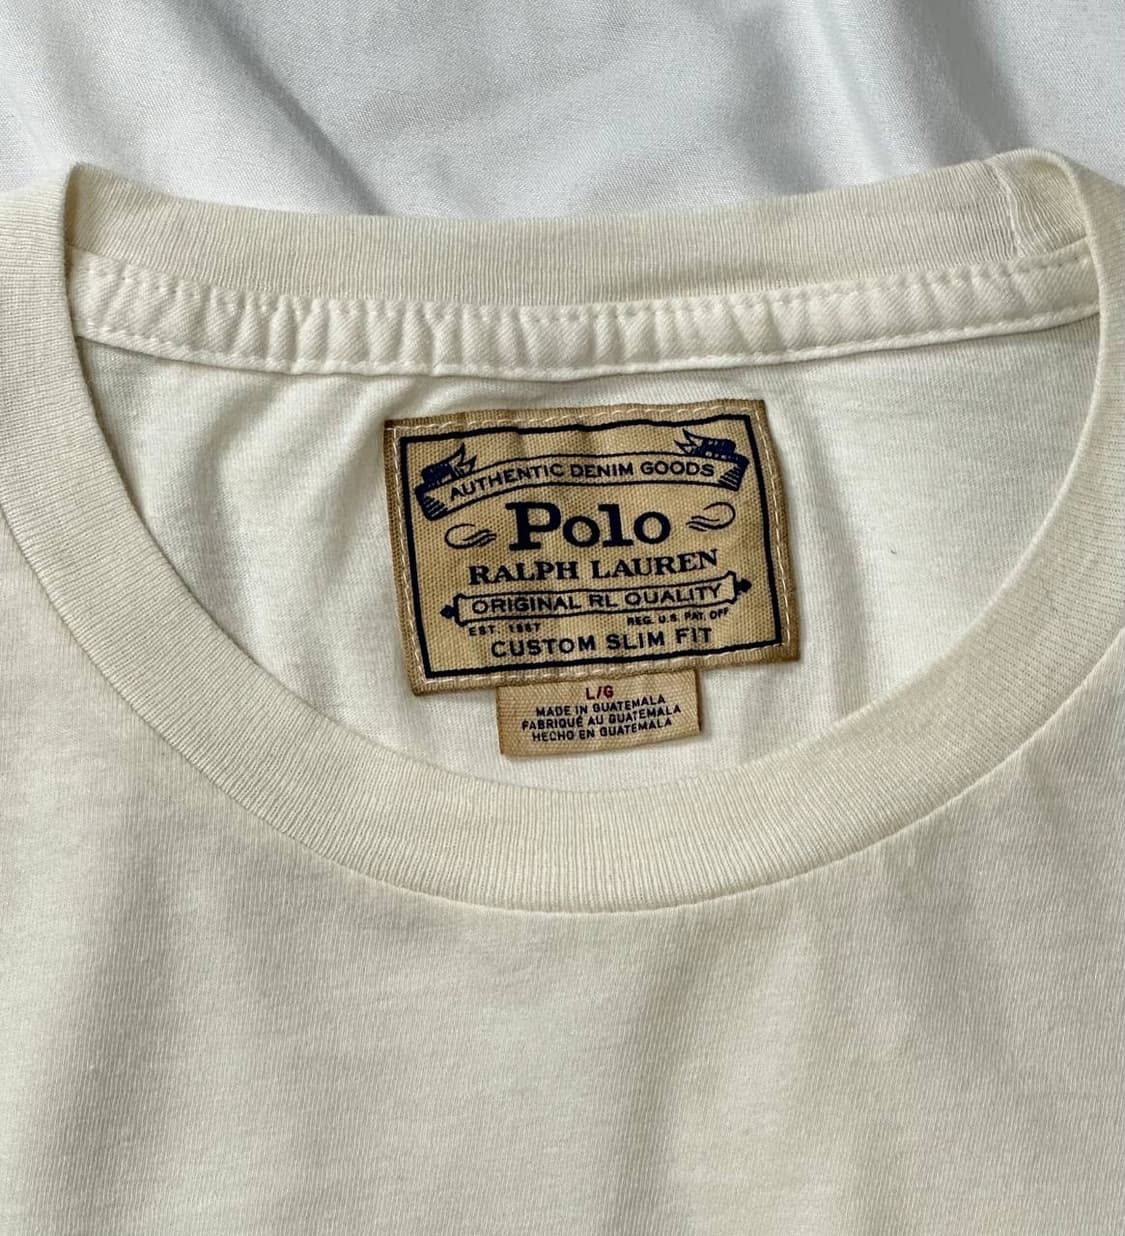 AUTHENTIC DENIM GOODS
Polo
RALPH LAUREN
ORIGINAL RL QUALITY
EST. 1967 REG. U.S. PAT. OFF
CUSTOM SLIM FIT
L/G
MADE IN GUATEMALA
FABRIQUÉ AU GUATEMALA
HECHO EN GUATEMALA